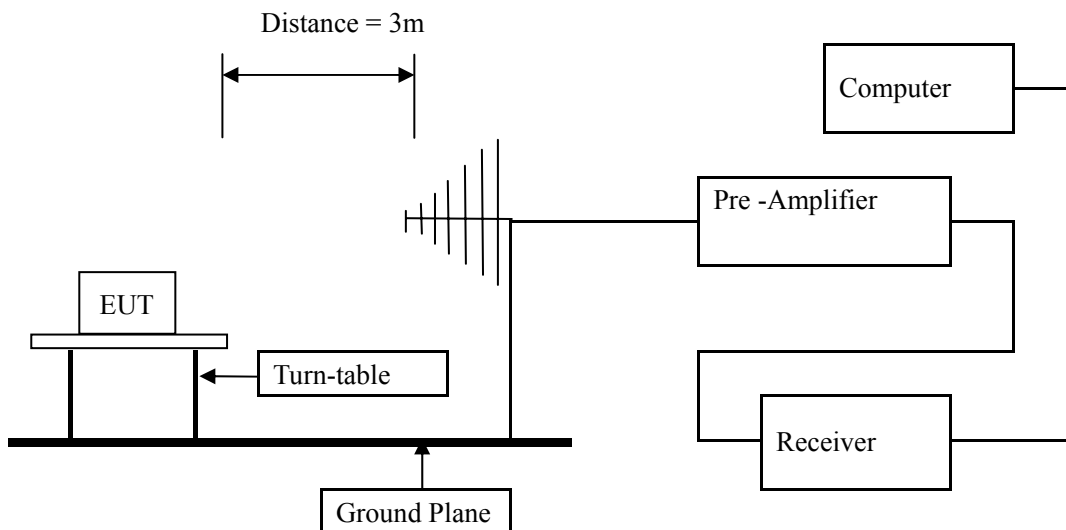 Distance = 3m
Computer
Pre -Amplifier
EUT
Turn-table
Receiver
Ground Plane